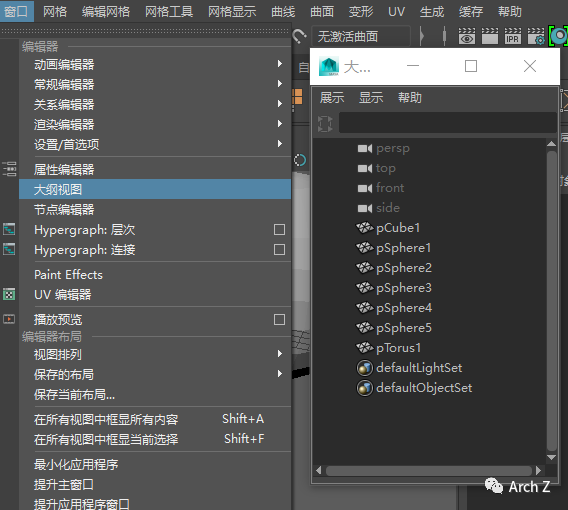 窗口 网格 编辑网格 网格工具 网格显示 曲线 曲面 变形 UV 生成 缓存 帮助
无激活曲面
IPR
编辑器
动画编辑器
常规编辑器
关系编辑器
渲染编辑器
设置/首选项
属性编辑器
大纲视图
节点编辑器
Hypergraph: 层次
Hypergraph: 连接
Paint Effects
UV 编辑器
播放预览
编辑器布局
视图排列
保存的布局
保存当前布局...
在所有视图中框显所有内容 Shift+A
在所有视图中框显当前选择 Shift+F
最小化应用程序
提升主窗口
提升应用程序窗口
自
大...
展示 显示 帮助
persp
top
front
side
pCube1
pSphere1
pSphere2
pSphere3
pSphere4
pSphere5
pTorus1
defaultLightSet
defaultObjectSet
Arch Z